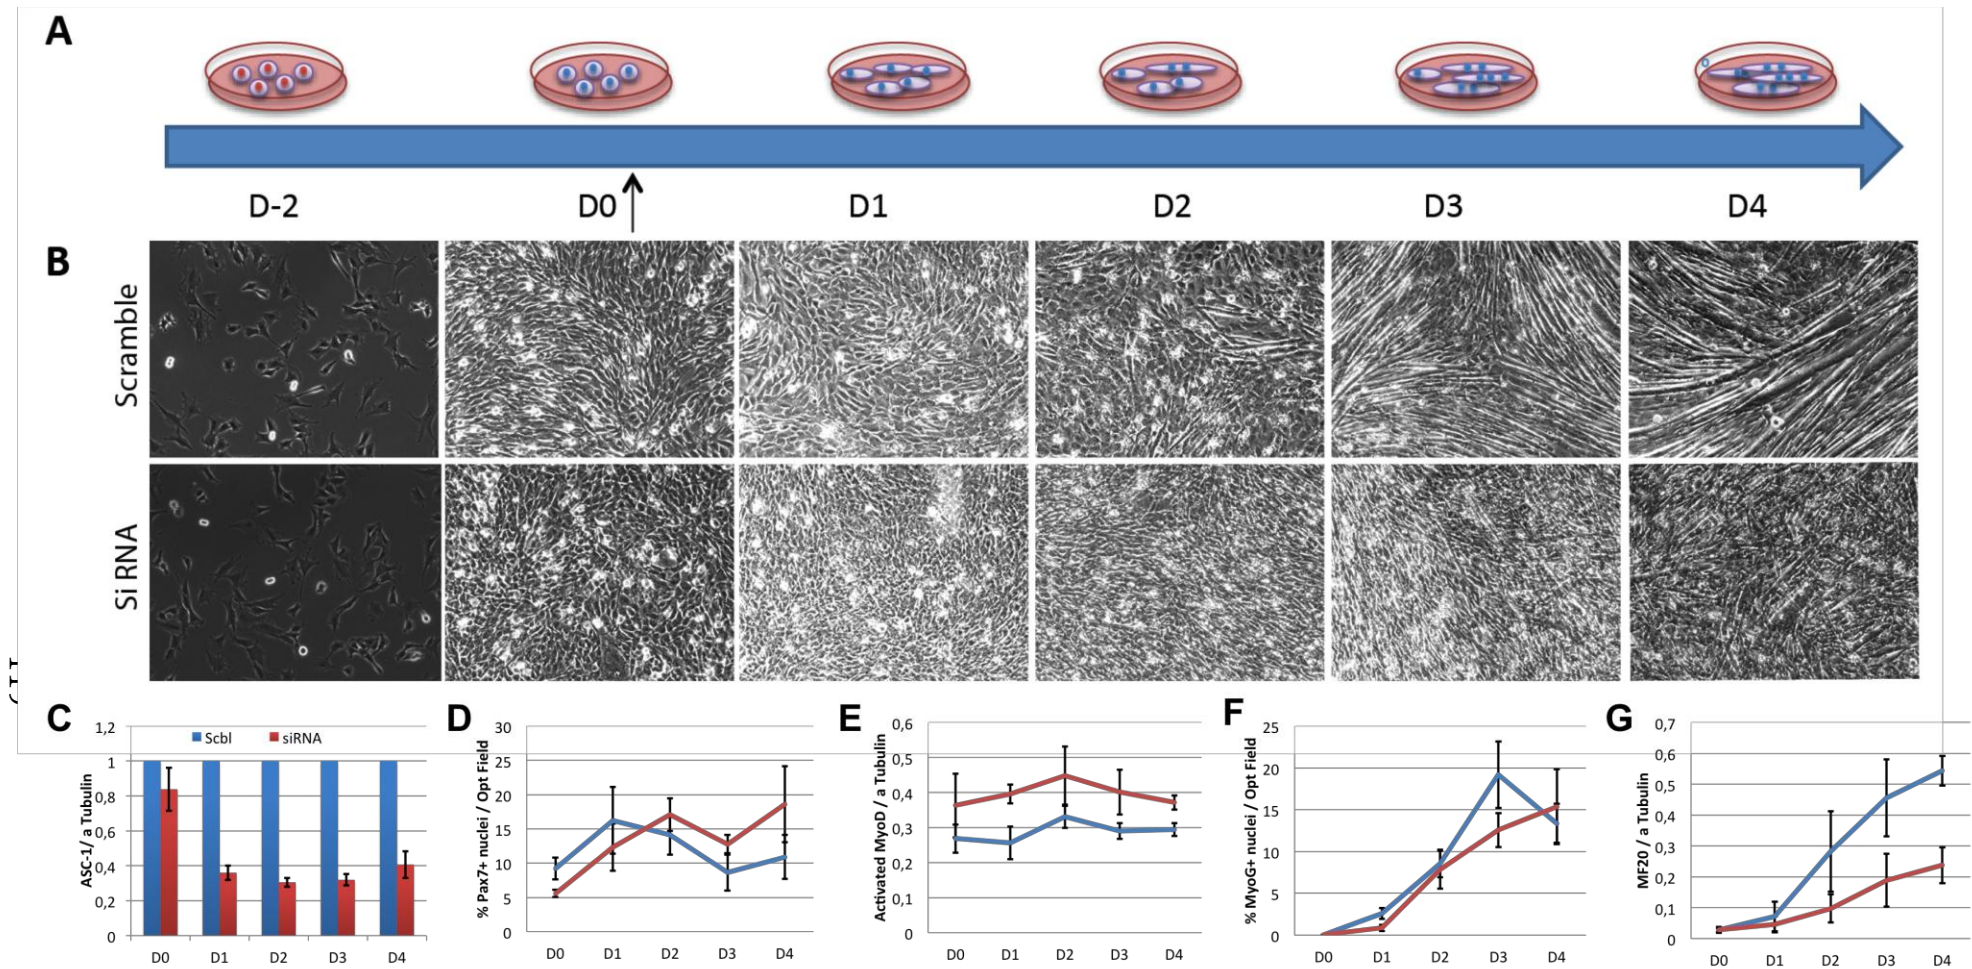 A
D-2 D0 D1 D2 D3 D4
B
Scramble
Si RNA
C
ASC-1/ a Tubulin
Scbl siRNA
1,2
1
0,8
0,6
0,4
0,2
0
D0 D1 D2 D3 D4
D
% Pax7+ nuclei / Opt Field
30
25
20
15
10
5
0
D0 D1 D2 D3 D4
E
Activated MyoD / a Tubulin
0,6
0,5
0,4
0,3
0,2
0,1
0
D0 D1 D2 D3 D4
F
% MyoG+ nuclei / Opt Field
25
20
15
10
5
0
D0 D1 D2 D3 D4
G
MF20 / a Tubulin
0,7
0,6
0,5
0,4
0,3
0,2
0,1
0
D0 D1 D2 D3 D4